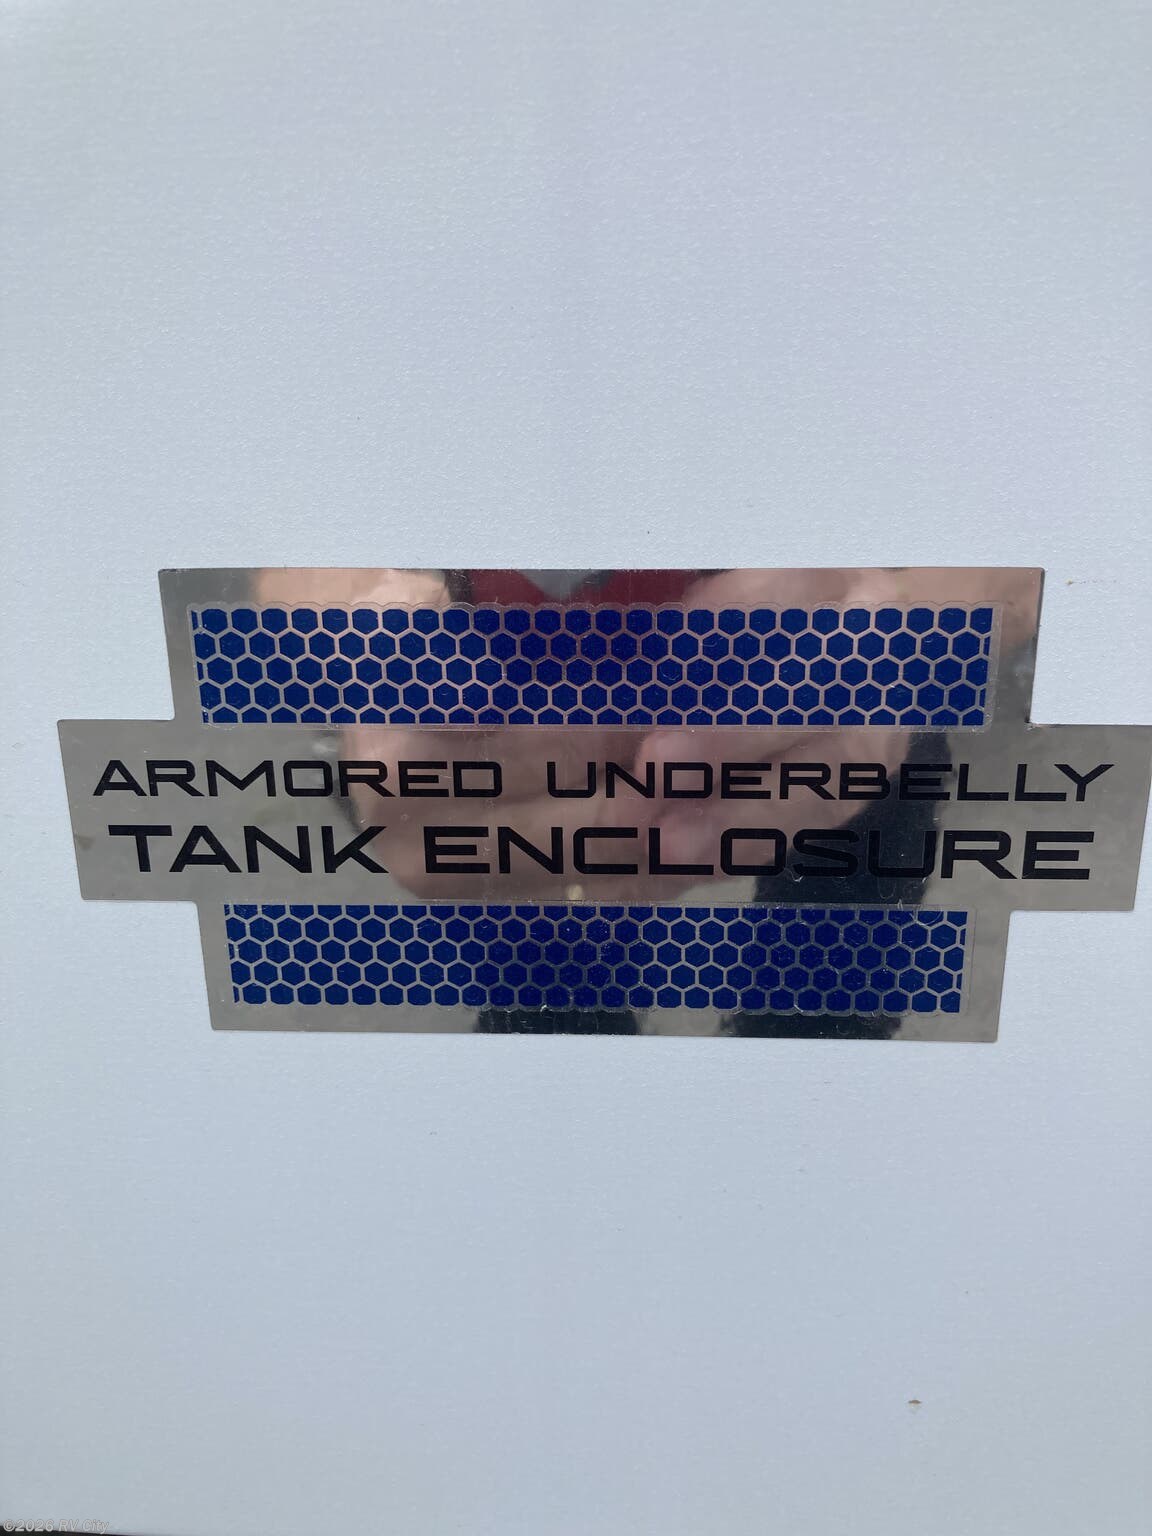 ARMORED UNDERBELLY
TANK ENCLOSURE
©2026 RV City